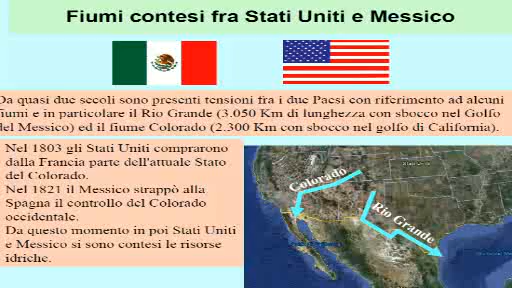 Fiumi contesi fra Stati Uniti e Messico
Da quasi due secoli sono presenti tensioni fra i due Paesi con riferimento ad alcuni
fiumi e in particolare il Rio Grande (3.050 Km di lunghezza con sbocco nel Golfo
del Messico) ed il fiume Colorado (2.300 Km con sbocco nel golfo di California).
Nel 1803 gli Stati Uniti comprarono
dalla Francia parte dell'attuale Stato
del Colorado.
Nel 1821 il Messico strappò alla
Spagna il controllo del Colorado
occidentale.
Da questo momento in poi Stati Uniti
e Messico si sono contesi le risorse
idriche.
Colorado
Rio Grande